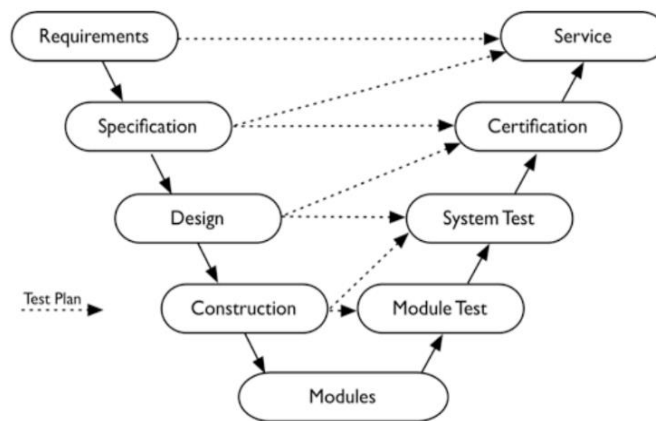 Requirements
Service
Specification
Certification
Design
System Test
Test Plan
Construction
Module Test
Modules